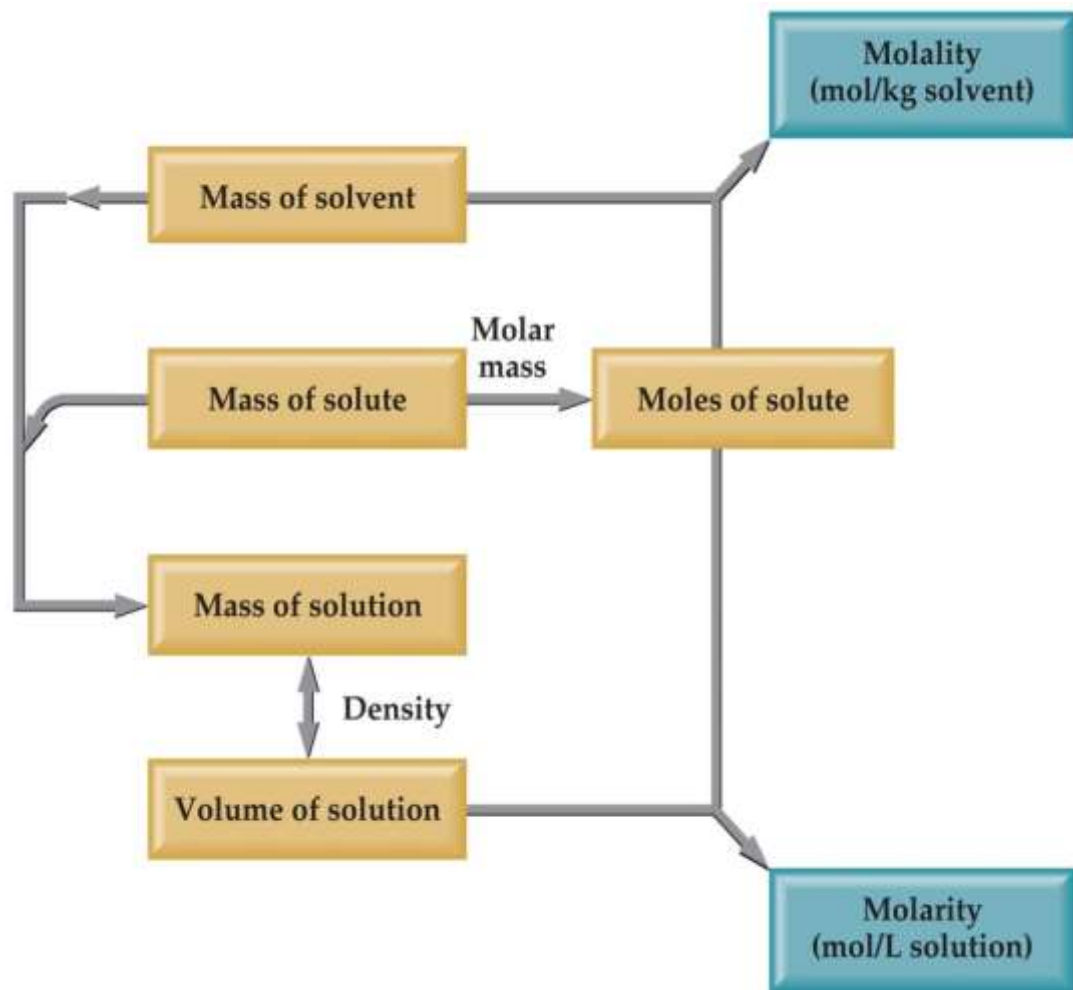 Molality
(mol/kg solvent)
Mass of solvent
Molar
mass
Mass of solute
Moles of solute
Mass of solution
Density
Volume of solution
Molarity
(mol/L solution)